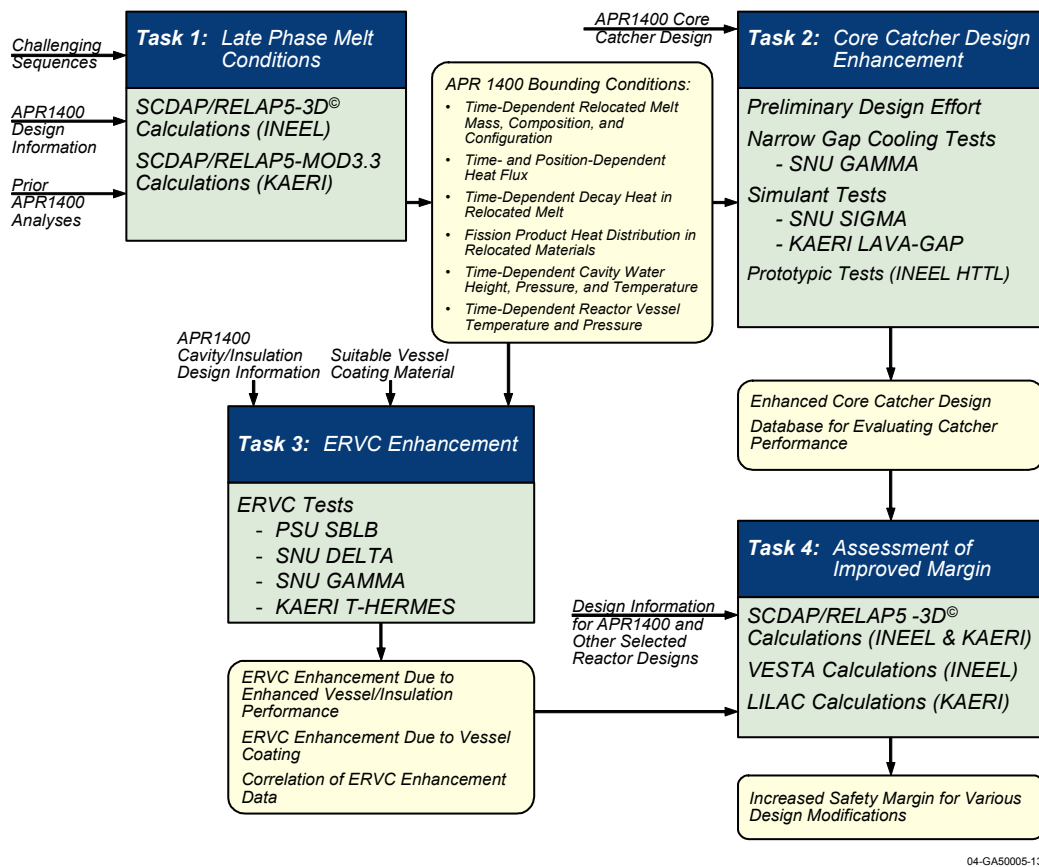 Challenging
Sequences
APR1400
Design
Information
Prior
APR1400
Analyses
Task 1: Late Phase Melt
Conditions
SCDAP/RELAP5-3D©
Calculations (INEEL)
SCDAP/RELAP5-MOD3.3
Calculations (KAERI)
APR 1400 Bounding Conditions:
• Time-Dependent Relocated Melt
Mass, Composition, and
Configuration
• Time- and Position-Dependent
Heat Flux
• Time-Dependent Decay Heat in
Relocated Melt
• Fission Product Heat Distribution in
Relocated Materials
• Time-Dependent Cavity Water
Height, Pressure, and Temperature
• Time-Dependent Reactor Vessel
Temperature and Pressure
APR1400 Core
Catcher Design
Task 2: Core Catcher Design
Enhancement
Preliminary Design Effort
Narrow Gap Cooling Tests
- SNU GAMMA
Simulant Tests
- SNU SIGMA
- KAERI LAVA-GAP
Prototypic Tests (INEEL HTTL)
APR1400
Cavity/Insulation
Design Information
Suitable Vessel
Coating Material
Task 3: ERVC Enhancement
ERVC Tests
- PSU SBLB
- SNU DELTA
- SNU GAMMA
- KAERI T-HERMES
Enhanced Core Catcher Design
Database for Evaluating Catcher
Performance
ERVC Enhancement Due to
Enhanced Vessel/Insulation
Performance
ERVC Enhancement Due to Vessel
Coating
Correlation of ERVC Enhancement
Data
Design Information
for APR1400 and
Other Selected
Reactor Designs
Task 4: Assessment of
Improved Margin
SCDAP/RELAP5 -3D©
Calculations (INEEL & KAERI)
VESTA Calculations (INEEL)
LILAC Calculations (KAERI)
Increased Safety Margin for Various
Design Modifications
04-GA50005-13